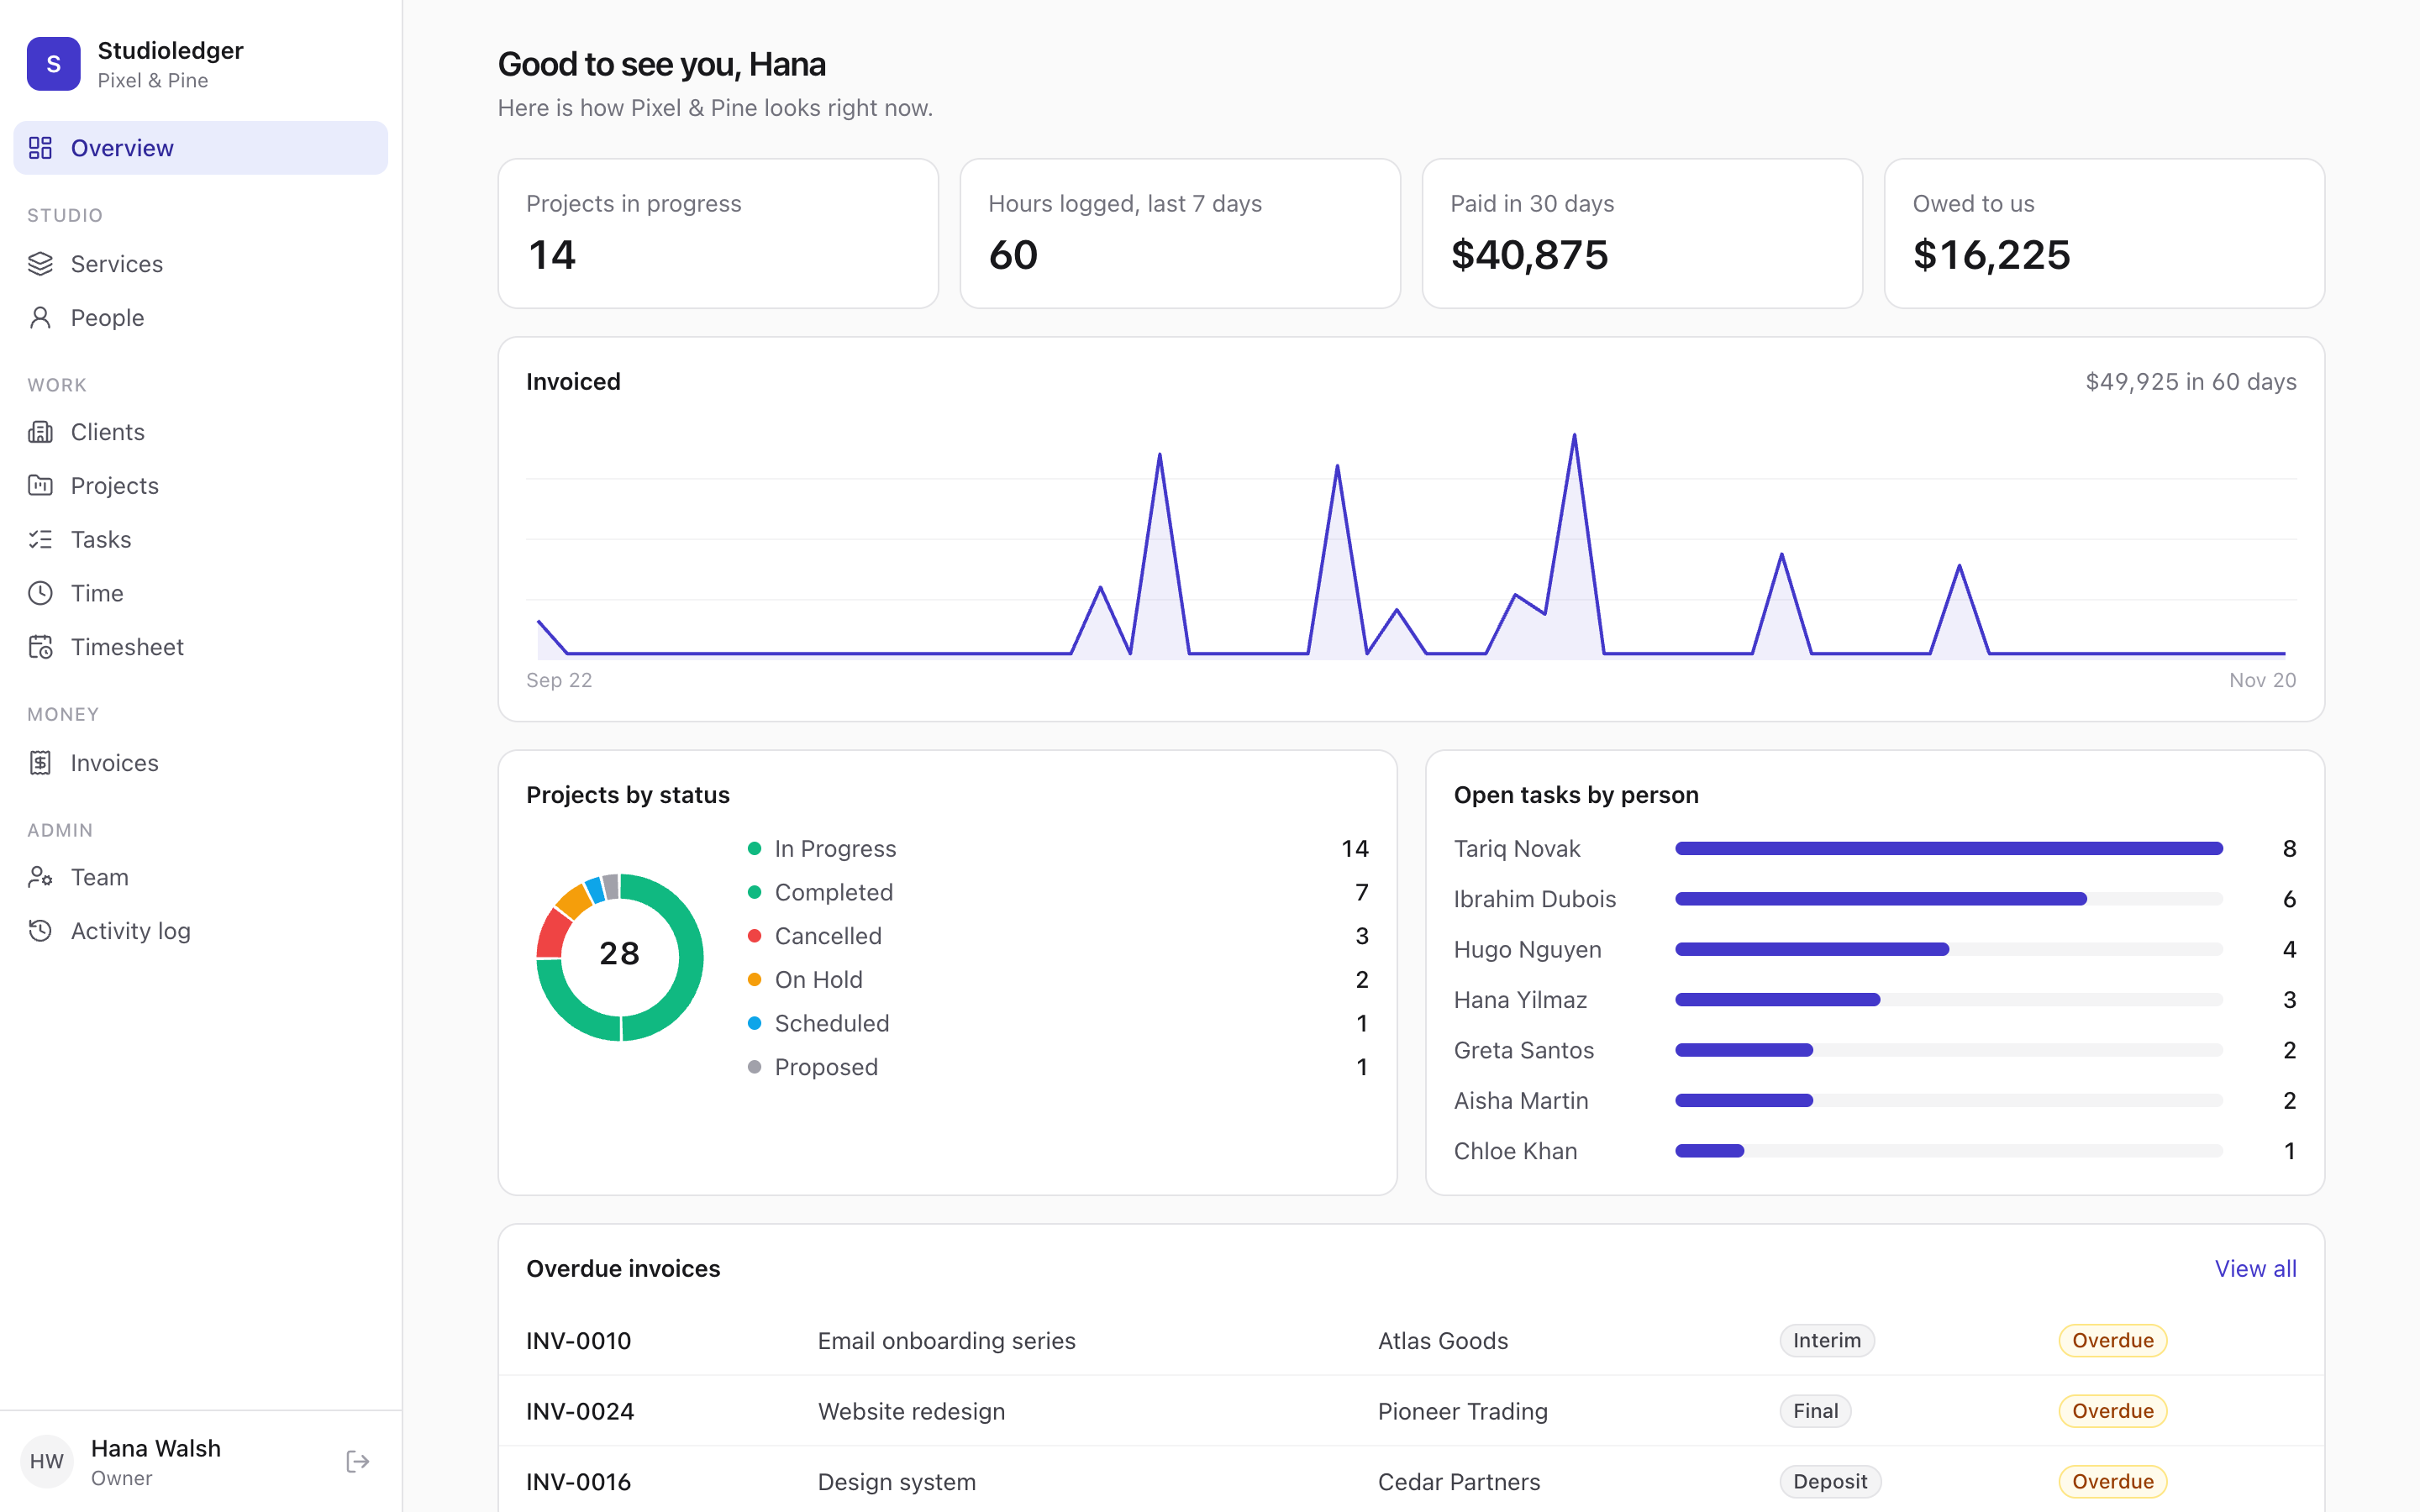 S
Studioledger
Pixel & Pine
Overview
STUDIO
Services
People
WORK
Clients
Projects
Tasks
Time
Timesheet
MONEY
Invoices
ADMIN
Team
Activity log
HW
Hana Walsh
Owner
Good to see you, Hana
Here is how Pixel & Pine looks right now.
Projects in progress
14
Hours logged, last 7 days
60
Paid in 30 days
$40,875
Owed to us
$16,225
Invoiced
$49,925 in 60 days
Sep 22
Nov 20
Projects by status
28
In Progress 14
Completed 7
Cancelled 3
On Hold 2
Scheduled 1
Proposed 1
Open tasks by person
Tariq Novak 8
Ibrahim Dubois 6
Hugo Nguyen 4
Hana Yilmaz 3
Greta Santos 2
Aisha Martin 2
Chloe Khan 1
Overdue invoices
View all
INV-0010 Email onboarding series Atlas Goods Interim Overdue
INV-0024 Website redesign Pioneer Trading Final Overdue
INV-0016 Design system Cedar Partners Deposit Overdue